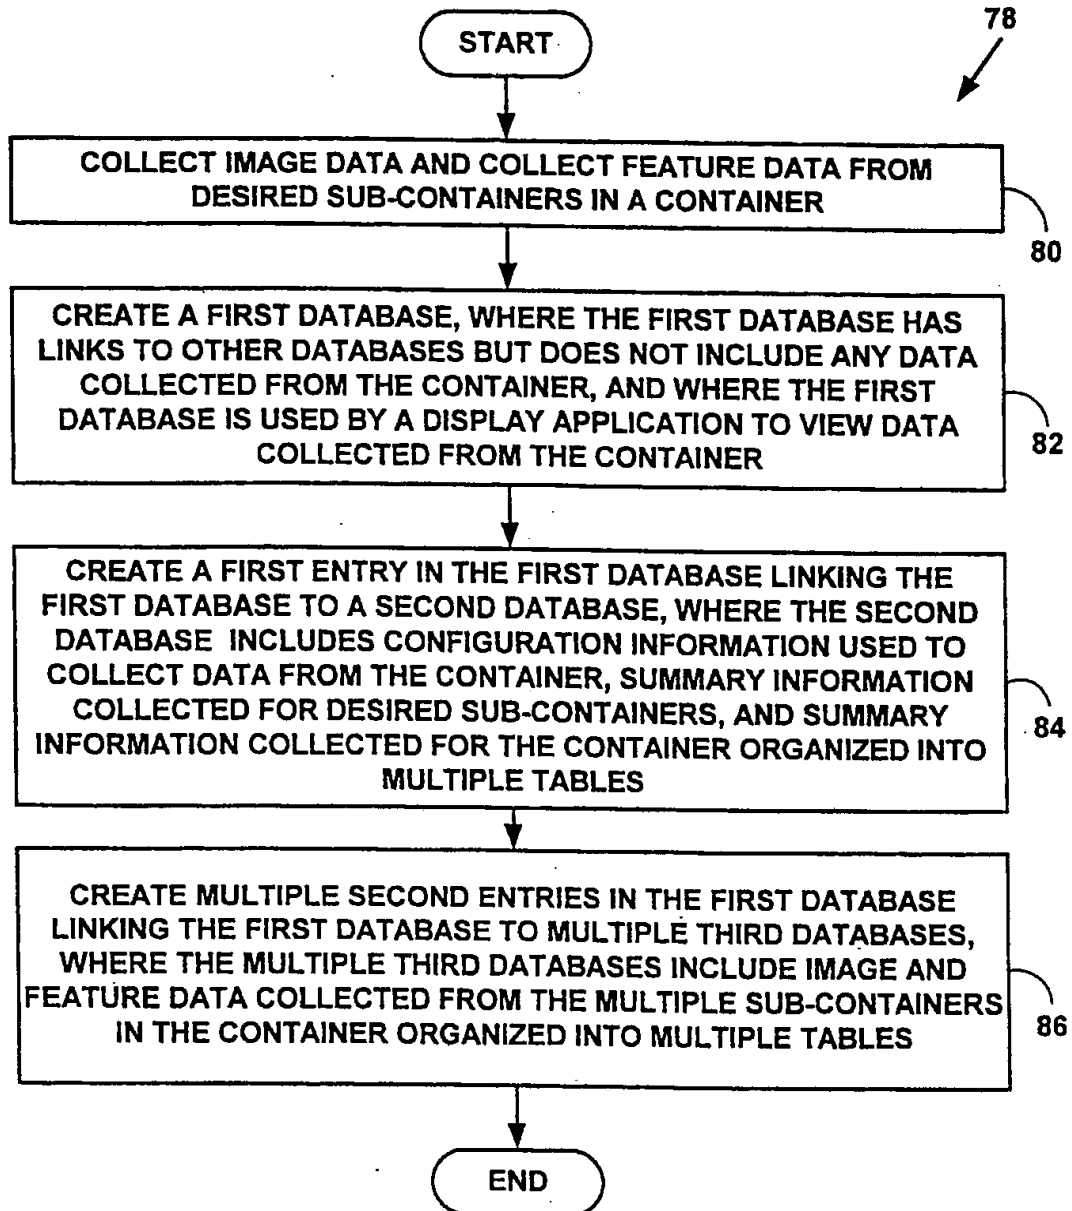 START
78
COLLECT IMAGE DATA AND COLLECT FEATURE DATA FROM
DESIRED SUB-CONTAINERS IN A CONTAINER
80
CREATE A FIRST DATABASE, WHERE THE FIRST DATABASE HAS
LINKS TO OTHER DATABASES BUT DOES NOT INCLUDE ANY DATA
COLLECTED FROM THE CONTAINER, AND WHERE THE FIRST
DATABASE IS USED BY A DISPLAY APPLICATION TO VIEW DATA
COLLECTED FROM THE CONTAINER
82
CREATE A FIRST ENTRY IN THE FIRST DATABASE LINKING THE
FIRST DATABASE TO A SECOND DATABASE, WHERE THE SECOND
DATABASE INCLUDES CONFIGURATION INFORMATION USED TO
COLLECT DATA FROM THE CONTAINER, SUMMARY INFORMATION
COLLECTED FOR DESIRED SUB-CONTAINERS, AND SUMMARY
INFORMATION COLLECTED FOR THE CONTAINER ORGANIZED INTO
MULTIPLE TABLES
84
CREATE MULTIPLE SECOND ENTRIES IN THE FIRST DATABASE
LINKING THE FIRST DATABASE TO MULTIPLE THIRD DATABASES,
WHERE THE MULTIPLE THIRD DATABASES INCLUDE IMAGE AND
FEATURE DATA COLLECTED FROM THE MULTIPLE SUB-CONTAINERS
IN THE CONTAINER ORGANIZED INTO MULTIPLE TABLES
86
END